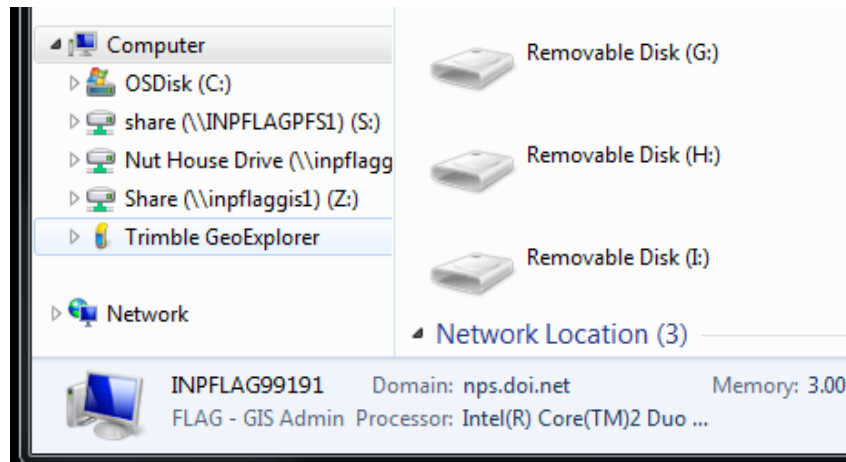 Computer
OSDisk (C:)
share (\\INPFLAGPFS1) (S:)
Nut House Drive (\\inpflagg
Share (\\inpflaggis1) (Z:)
Trimble GeoExplorer
Network
Removable Disk (G:)
Removable Disk (H:)
Removable Disk (I:)
Network Location (3)
INPFLAG99191 Domain: nps.doi.net Memory: 3.00
FLAG - GIS Admin Processor: Intel(R) Core(TM)2 Duo ...